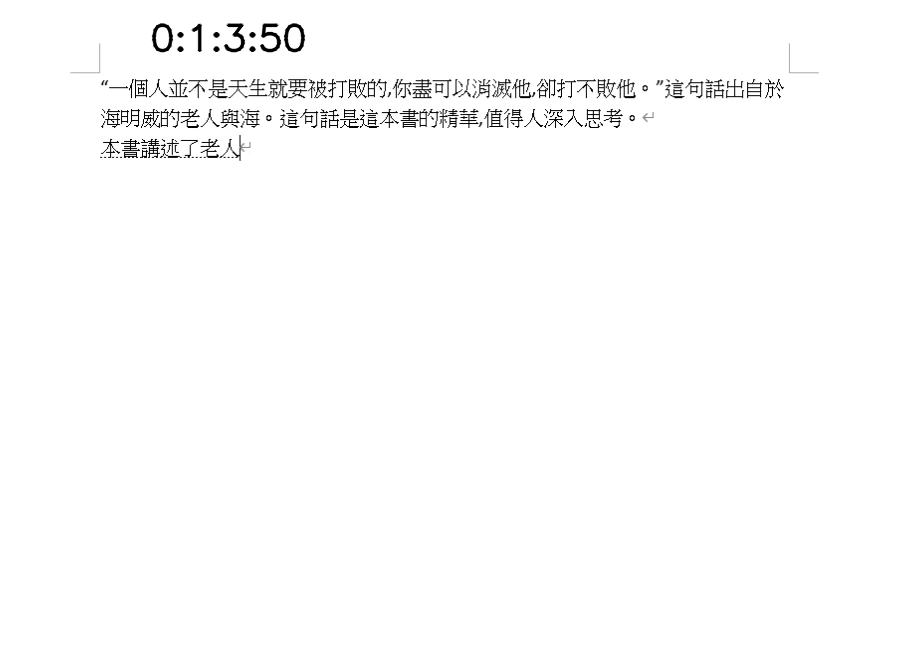 0:1:3:50
“一個人並不是天生就要被打敗的,你盡可以消滅他,卻打不敗他。”這句話出自於
海明威的老人與海。這句話是這本書的精華,值得人深入思考。
本書講述了老人